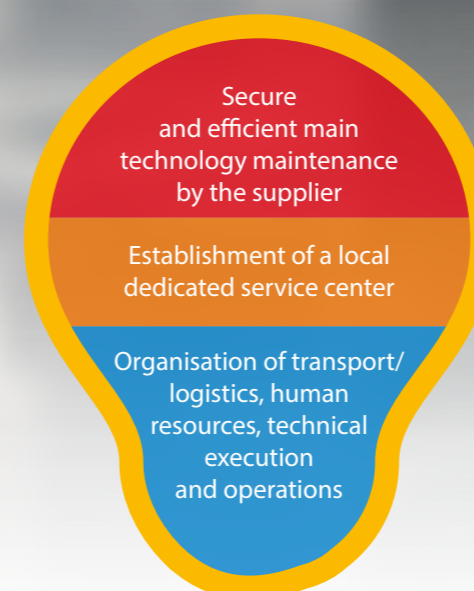 Secure
and efficient main
technology maintenance
by the supplier
Establishment of a local
dedicated service center
Organisation of transport/
logistics, human
resources, technical
execution
and operations